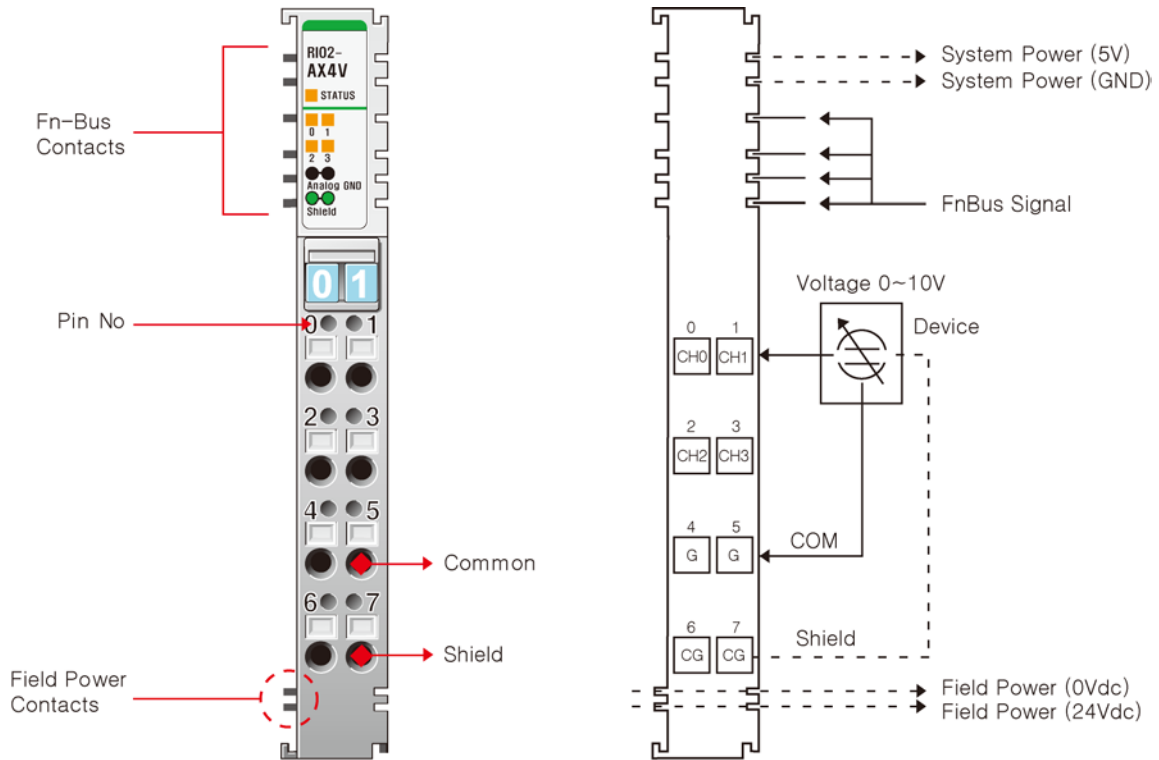 RIO2-
AX4V
STATUS
0 1
2 3
Analog GND
Shield
Fn-Bus
Contacts
01
Pin No
0 1
2 3
4 5
Common
6 7
Shield
Field Power
Contacts
System Power (5V)
System Power (GND)
FnBus Signal
Voltage 0~10V
Device
0 1
CH0 CH1
2 3
CH2 CH3
4 5
G G
COM
6 7
CG CG
Shield
Field Power (0Vdc)
Field Power (24Vdc)